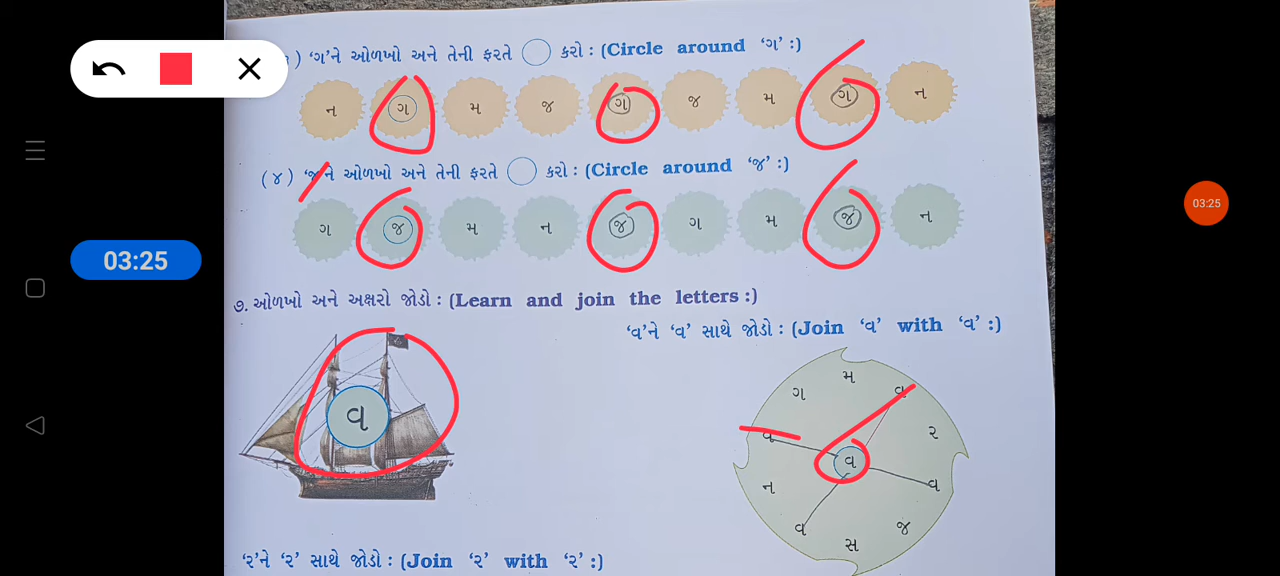 ) ‘ગ’ને ઓળખો અને તેની ફરતે ◯ કરો : (Circle around ‘ગ’ :)
ન ગ મ જ ગ જ મ ગ ન
(૪) ‘જ’ને ઓળખો અને તેની ફરતે ◯ કરો : (Circle around ‘જ’ :)
ગ જ મ ન જ ગ મ જ ન
03:25
03:25
૭. ઓળખો અને અક્ષરો જોડો : (Learn and join the letters :)
‘વ’ને ‘વ’ સાથે જોડો : (Join ‘વ’ with ‘વ’ :)
વ
મ
ગ વ
વ ર
વ
ન વ
વ જ
સ
‘ર’ને ‘ર’ સાથે જોડો : (Join ‘ર’ with ‘ર’ :)